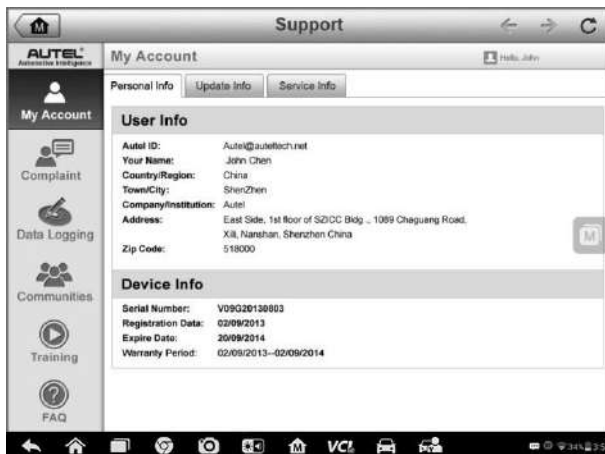 Support
AUTEL
Automotive Intelligence
My Account
Hello, John
My Account
Personal Info
Update Info
Service Info
User Info
Autel ID: Autel@auteltech.net
Your Name: John Chen
Country/Region: China
Town/City: ShenZhen
Company/Institution: Autel
Address: East Side, 1st floor of SZICC Bldg ., 1089 Chaguang Road,
Xili, Nanshan, Shenzhen China
Zip Code: 518000
Complaint
Data Logging
Communities
Training
FAQ
Device Info
Serial Number: V09G20130803
Registration Data: 02/09/2013
Expire Date: 20/09/2014
Warranty Period: 02/09/2013--02/09/2014
M
M
M
VCI
34%